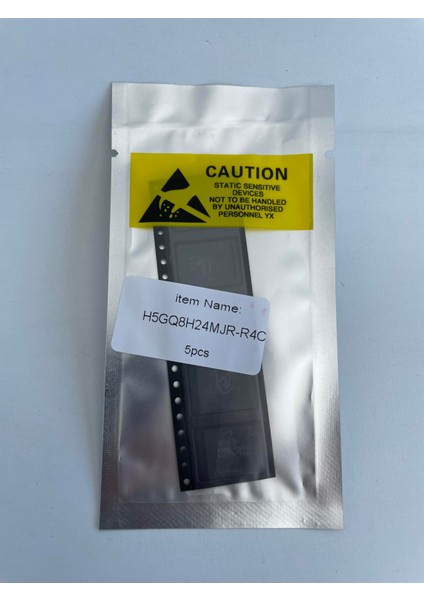 CAUTION
STATIC SENSITIVE
DEVICES
NOT TO BE HANDLED
BY UNAUTHORISED
PERSONNEL YX
item Name:
H5GQ8H24MJR-R4C
5pcs